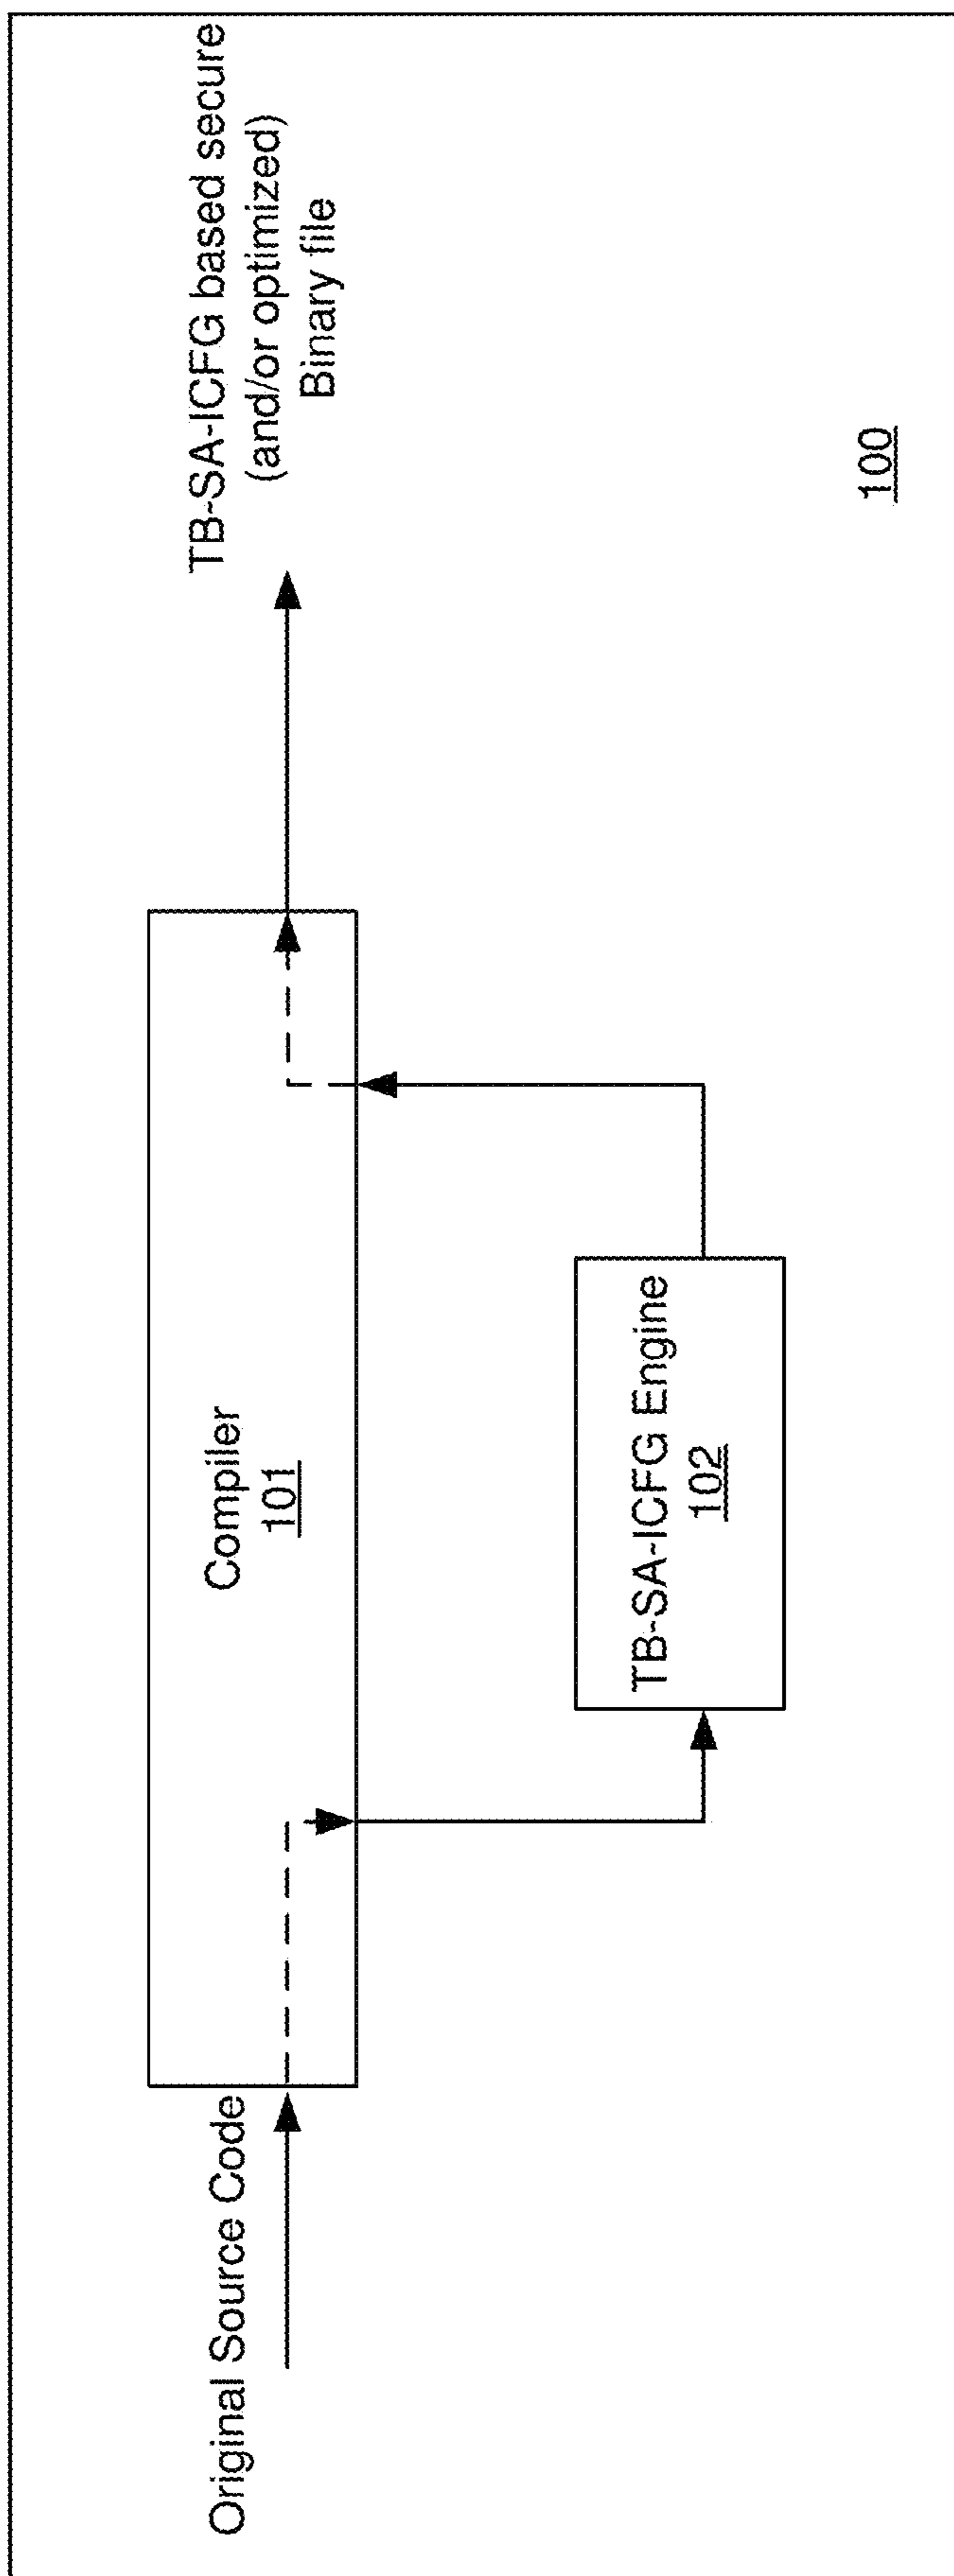 Original Source Code
Compiler
101
TB-SA-ICFG Engine
102
TB-SA-ICFG based secure
(and/or optimized)
Binary file
100